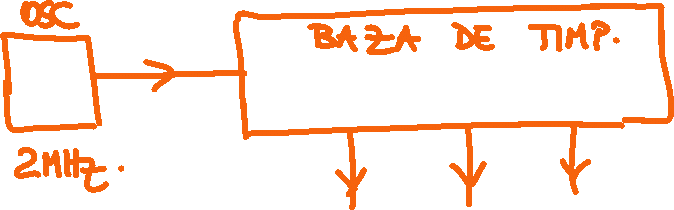 OSC
BAZA DE TIMP.
2MHz.